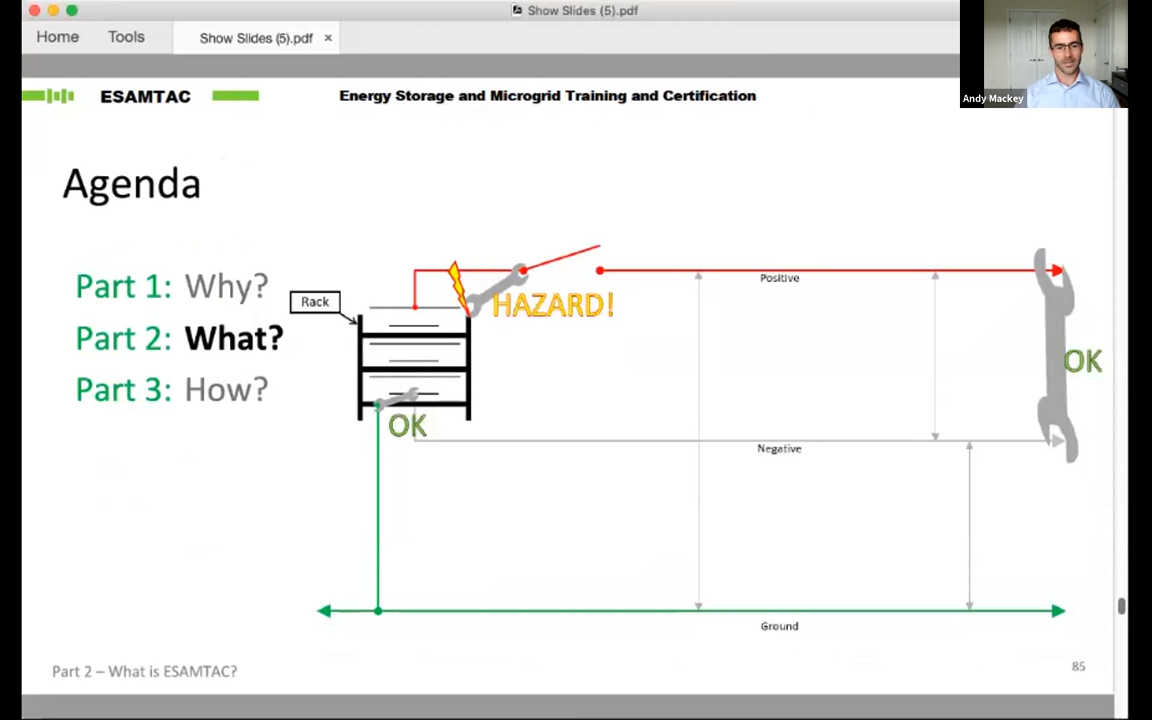 Show Slides (5).pdf
Home
Tools
Show Slides (5).pdf ×
Andy Mackey
ESAMTAC
Energy Storage and Microgrid Training and Certification
Agenda
Part 1: Why?
Part 2: What?
Part 3: How?
Rack
HAZARD!
Positive
OK
OK
Negative
Ground
Part 2 – What is ESAMTAC?
85